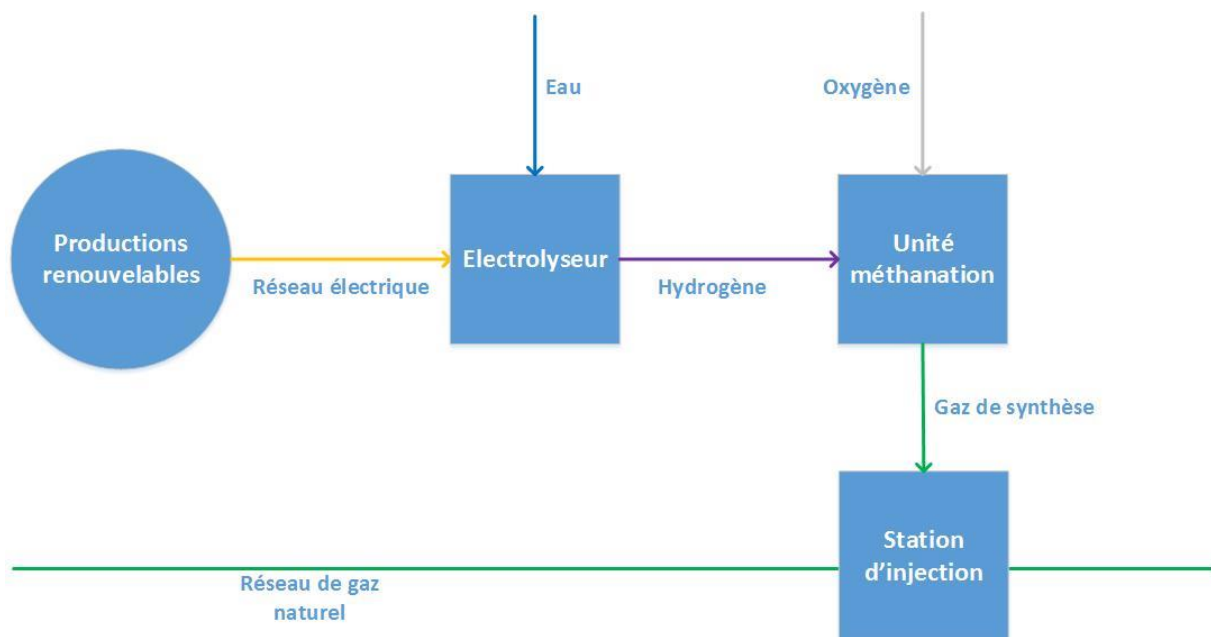 Eau
Oxygène
Productions
renouvelables
Réseau électrique
Electrolyseur
Hydrogène
Unité
méthanation
Gaz de synthèse
Station
d’injection
Réseau de gaz
naturel